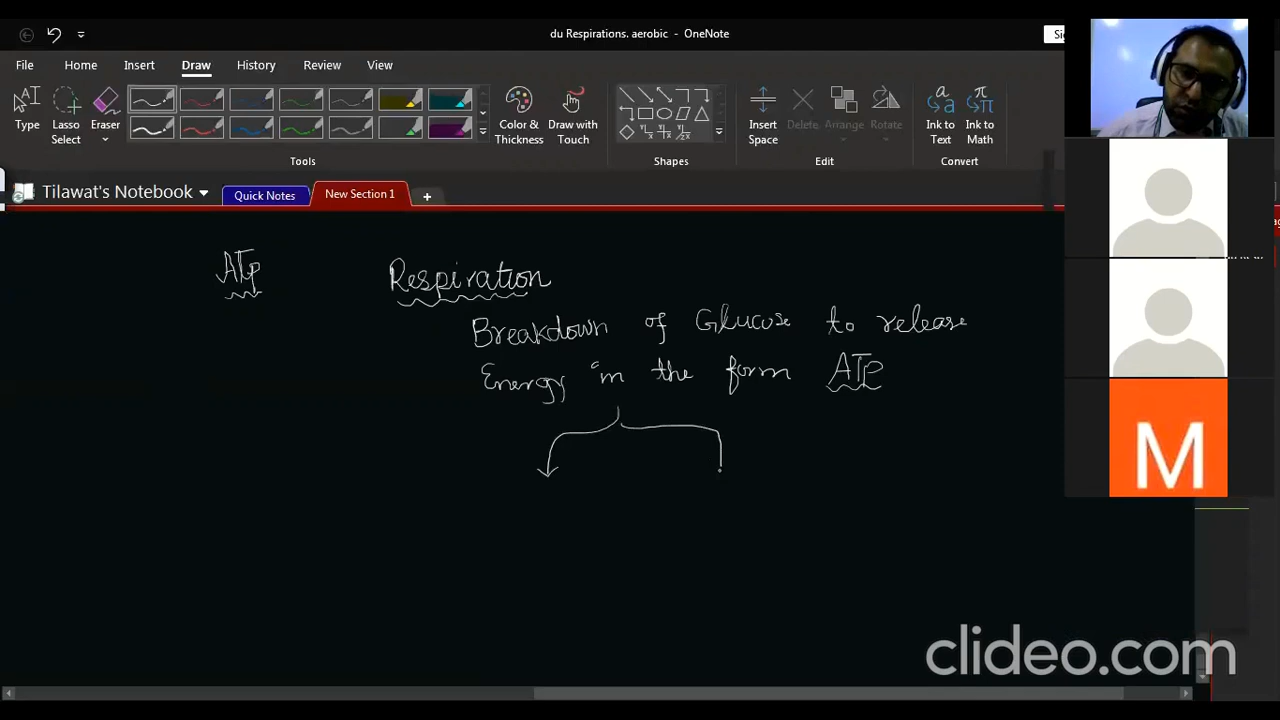 du Respirations. aerobic - OneNote
File Home Insert Draw History Review View
Type
Lasso Select
Eraser
Color & Thickness
Draw with Touch
Insert Space
Delete
Arrange
Rotate
Ink to Text
Ink to Math
Tools
Shapes
Edit
Convert
Tilawat's Notebook
Quick Notes
New Section 1
ATP
Respiration
Breakdown of Glucose to release
Energy in the form ATP
M
clideo.com